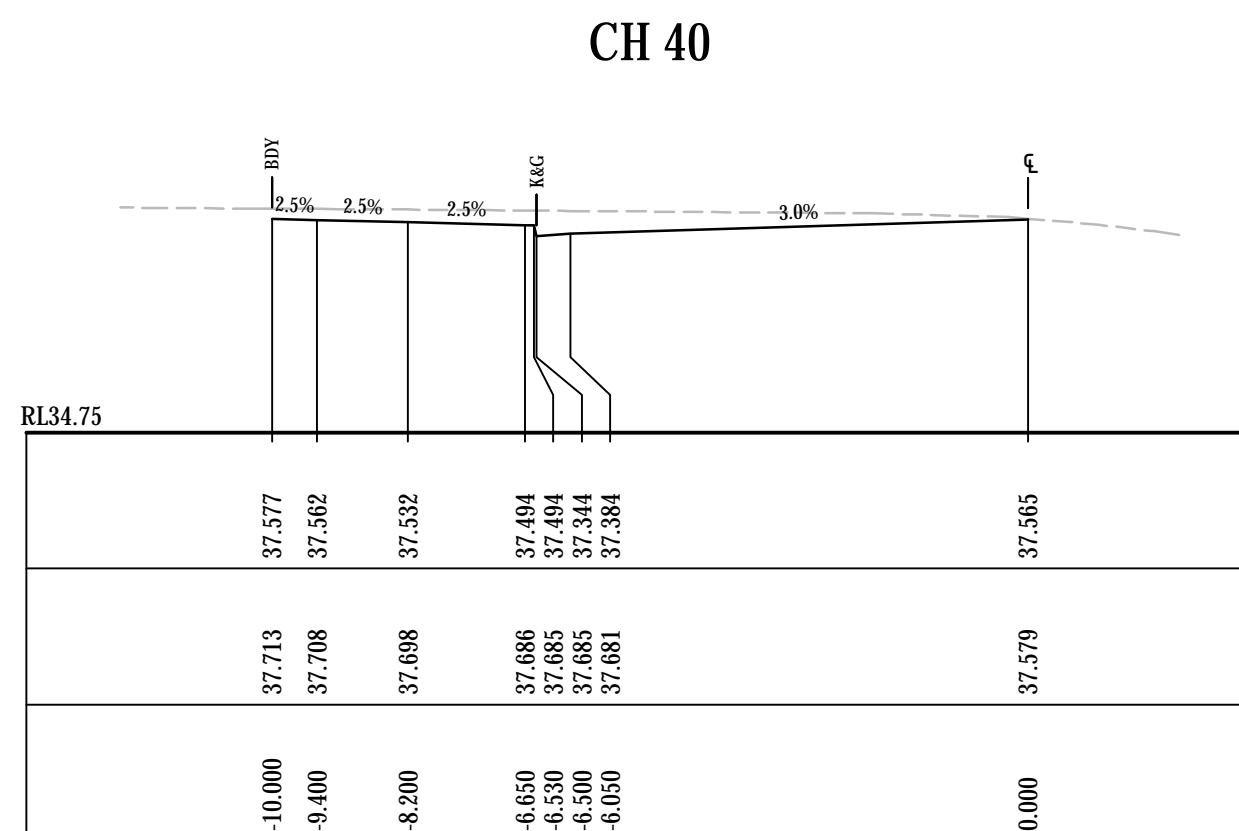 CH 40
BDY
K&G
℄
2.5% 2.5% 2.5% 3.0%
RL34.75
37.577 37.562 37.532 37.494 37.494 37.344 37.384 37.565
37.713 37.708 37.698 37.686 37.685 37.685 37.681 37.579
-10.000 -9.400 -8.200 -6.650 -6.530 -6.500 -6.050 0.000